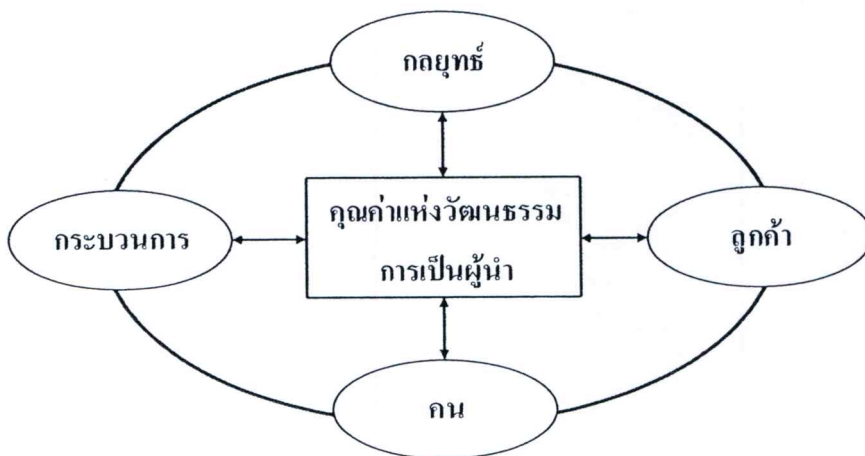 กลยุทธ์
กระบวนการ
คุณค่าแห่งวัฒนธรรม
การเป็นผู้นำ
ลูกค้า
คน